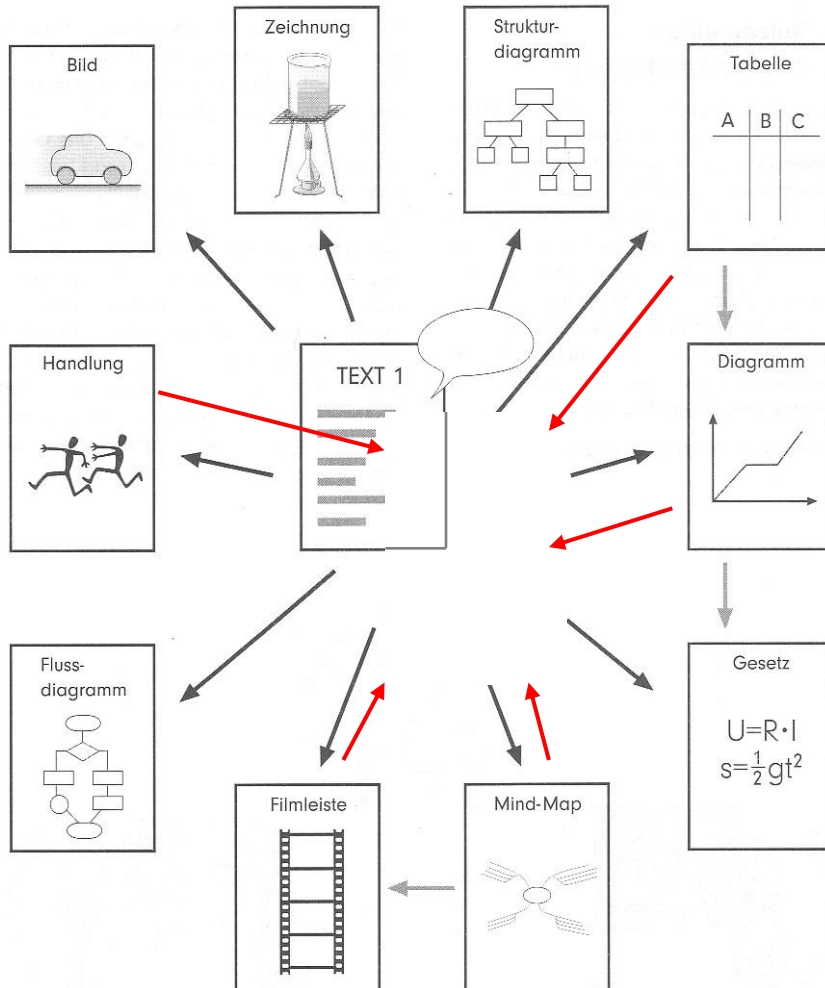 Zeichnung
Struktur-
diagramm
Bild
Tabelle
A B C
Handlung
TEXT 1
Diagramm
Fluss-
diagramm
Gesetz
U=R·I
s=½gt²
Filmleiste
Mind-Map